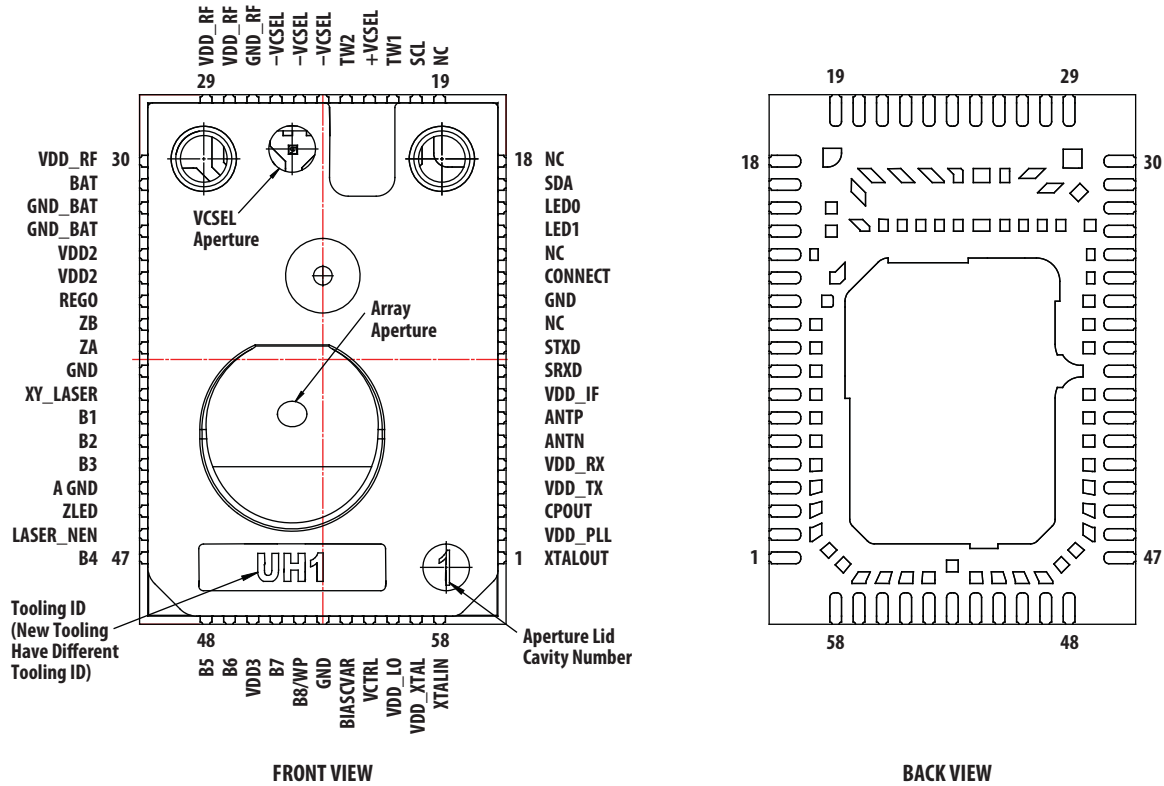 VDD_RF
VDD_RF
GND_RF
–VCSEL
–VCSEL
–VCSEL
TW2
+VCSEL
TW1
SCL
NC
29
19
VDD_RF 30
BAT
GND_BAT
GND_BAT
VDD2
VDD2
REGO
ZB
ZA
GND
XY_LASER
B1
B2
B3
A GND
ZLED
LASER_NEN
B4 47
VCSEL
Aperture
Array
Aperture
UH1
1
18 NC
SDA
LED0
LED1
NC
CONNECT
GND
NC
STXD
SRXD
VDD_IF
ANTP
ANTN
VDD_RX
VDD_TX
CPOUT
VDD_PLL
1 XTALOUT
Tooling ID
(New Tooling
Have Different
Tooling ID)
Aperture Lid
Cavity Number
48
58
B5
B6
VDD3
B7
B8/WP
GND
BIASCVAR
VCTRL
VDD_LO
VDD_XTAL
XTALIN
FRONT VIEW
19
29
18
30
1
47
58
48
BACK VIEW